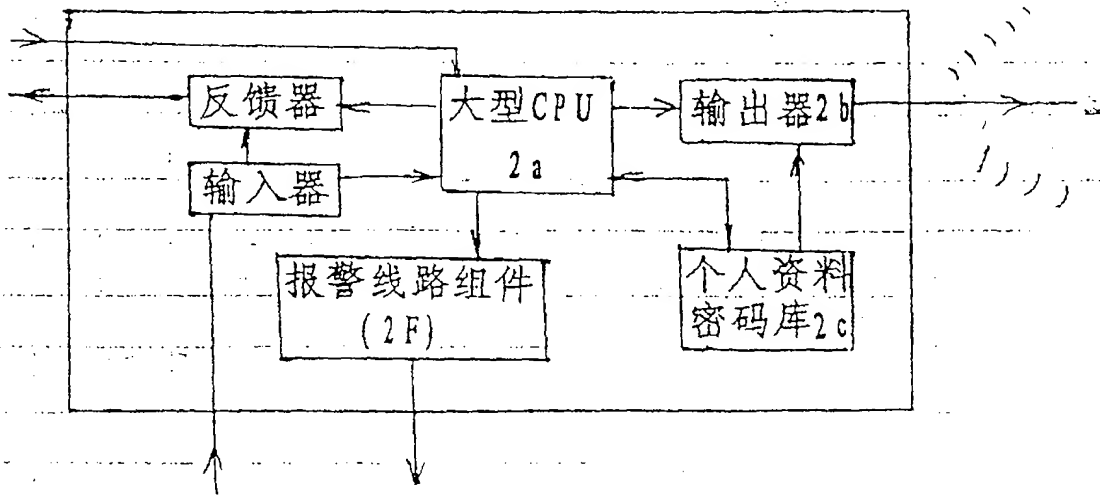 反馈器
大型CPU
2a
输出器2b
输入器
报警线路组件
(2F)
个人资料
密码库2c